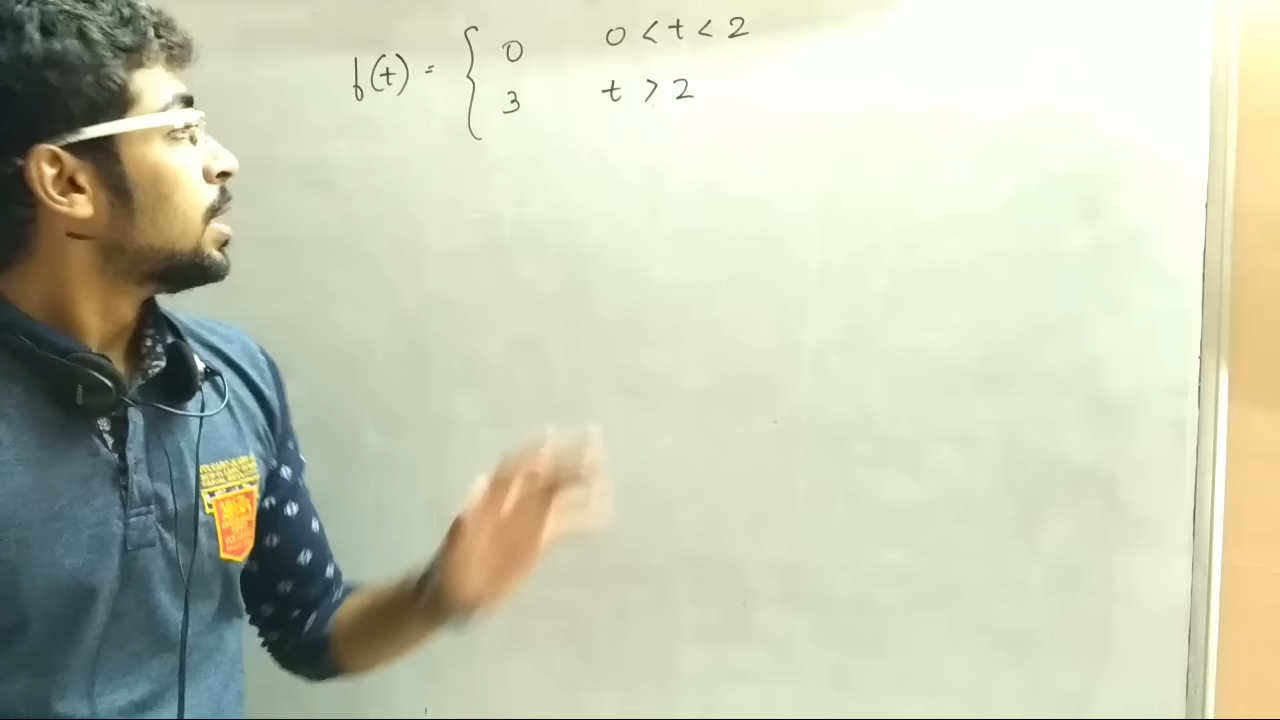 f(t) = { 0 0 < t < 2
3 t > 2